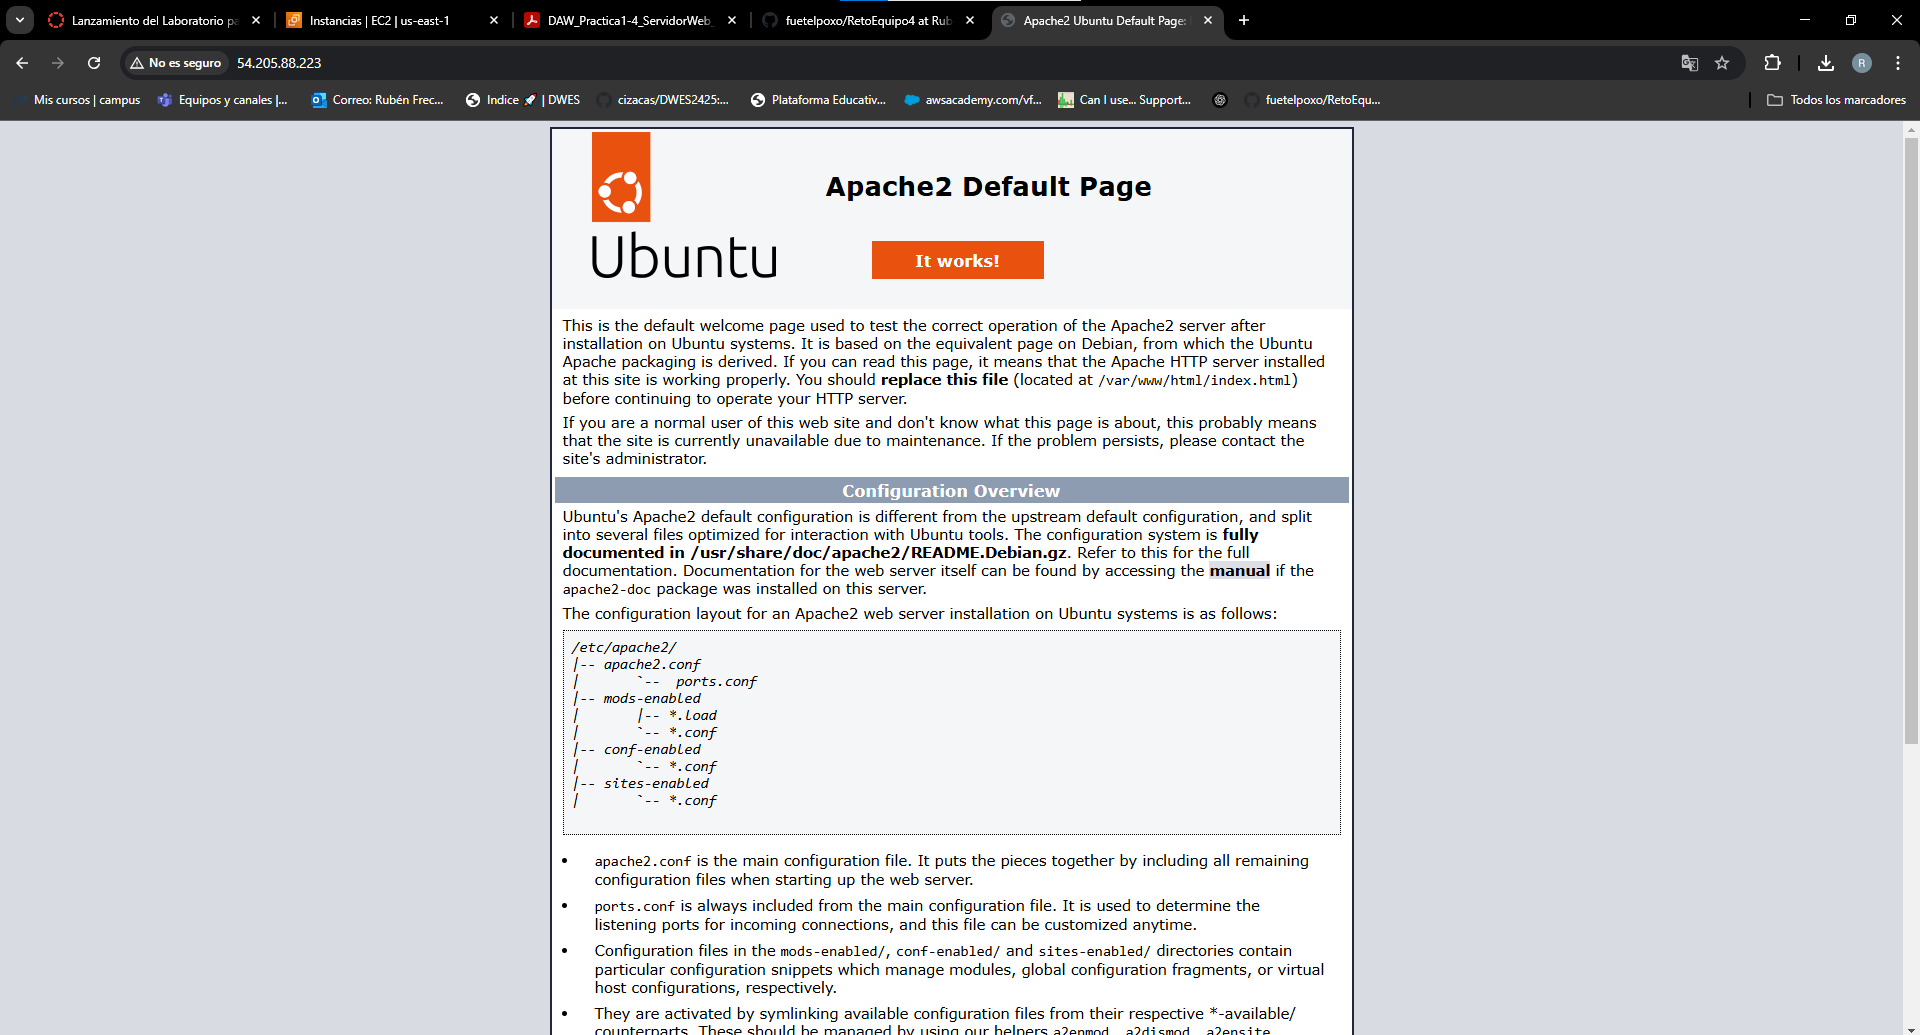 Lanzamiento del Laboratorio pa
Instancias | EC2 | us-east-1
DAW_Practica1-4_ServidorWeb_
fuetelpoxo/RetoEquipo4 at Rub
Apache2 Ubuntu Default Page:
No es seguro
54.205.88.223
R
Mis cursos | campus
Equipos y canales |...
Correo: Rubén Frec...
Indice 🚀 | DWES
cizacas/DWES2425:...
Plataforma Educativ...
awsacademy.com/vf...
Can I use... Support...
fuetelpoxo/RetoEqu...
Todos los marcadores
Apache2 Default Page
Ubuntu
It works!
This is the default welcome page used to test the correct operation of the Apache2 server after
installation on Ubuntu systems. It is based on the equivalent page on Debian, from which the Ubuntu
Apache packaging is derived. If you can read this page, it means that the Apache HTTP server installed
at this site is working properly. You should replace this file (located at /var/www/html/index.html)
before continuing to operate your HTTP server.
If you are a normal user of this web site and don't know what this page is about, this probably means
that the site is currently unavailable due to maintenance. If the problem persists, please contact the
site's administrator.
Configuration Overview
Ubuntu's Apache2 default configuration is different from the upstream default configuration, and split
into several files optimized for interaction with Ubuntu tools. The configuration system is fully
documented in /usr/share/doc/apache2/README.Debian.gz. Refer to this for the full
documentation. Documentation for the web server itself can be found by accessing the manual if the
apache2-doc package was installed on this server.
The configuration layout for an Apache2 web server installation on Ubuntu systems is as follows:
/etc/apache2/
|-- apache2.conf
|       `--  ports.conf
|-- mods-enabled
|       |-- *.load
|       `-- *.conf
|-- conf-enabled
|       `-- *.conf
|-- sites-enabled
|       `-- *.conf
• apache2.conf is the main configuration file. It puts the pieces together by including all remaining
configuration files when starting up the web server.
• ports.conf is always included from the main configuration file. It is used to determine the
listening ports for incoming connections, and this file can be customized anytime.
• Configuration files in the mods-enabled/, conf-enabled/ and sites-enabled/ directories contain
particular configuration snippets which manage modules, global configuration fragments, or virtual
host configurations, respectively.
• They are activated by symlinking available configuration files from their respective *-available/
counterparts. These should be managed by using our helpers a2enmod, a2dismod, a2ensite,